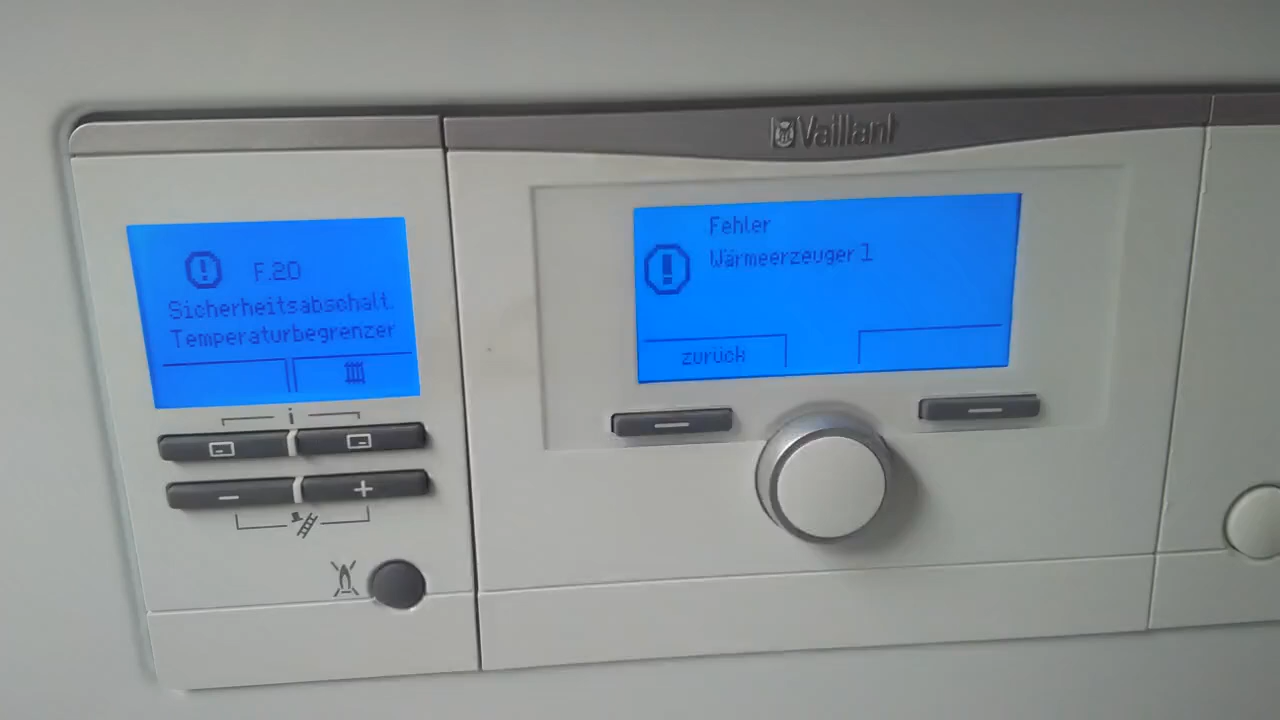 Vaillant
F.20
Sicherheitsabschalt.
Temperaturbegrenzer
i
− +
Fehler
Wärmeerzeuger 1
zurück